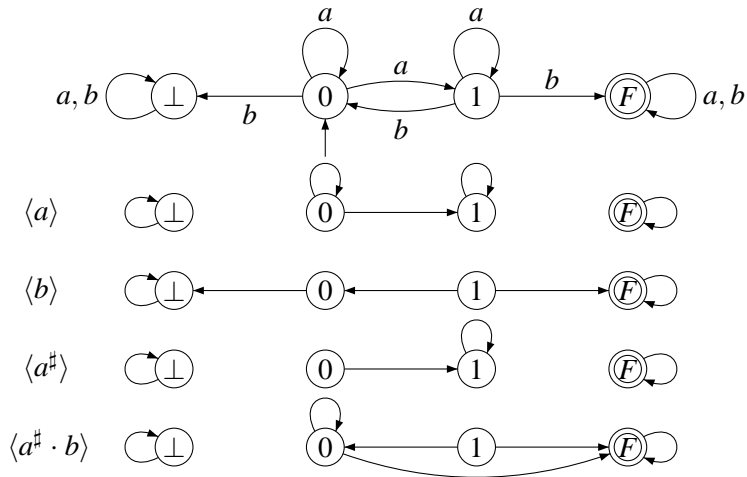 a a
a, b ⊥ b 0 a b 1 b F a, b
⟨a⟩ ⊥ 0 1 F
⟨b⟩ ⊥ 0 1 F
⟨a♯⟩ ⊥ 0 1 F
⟨a♯ · b⟩ ⊥ 0 1 F